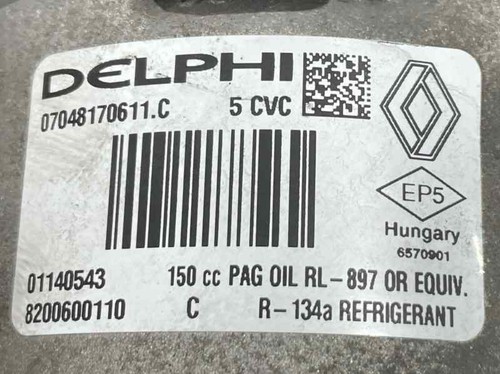 DELPHI
07048170611.C 5 CVC
EP5
Hungary
6570901
01140543 150 cc PAG OIL RL-897 OR EQUIV.
8200600110 C R-134a REFRIGERANT